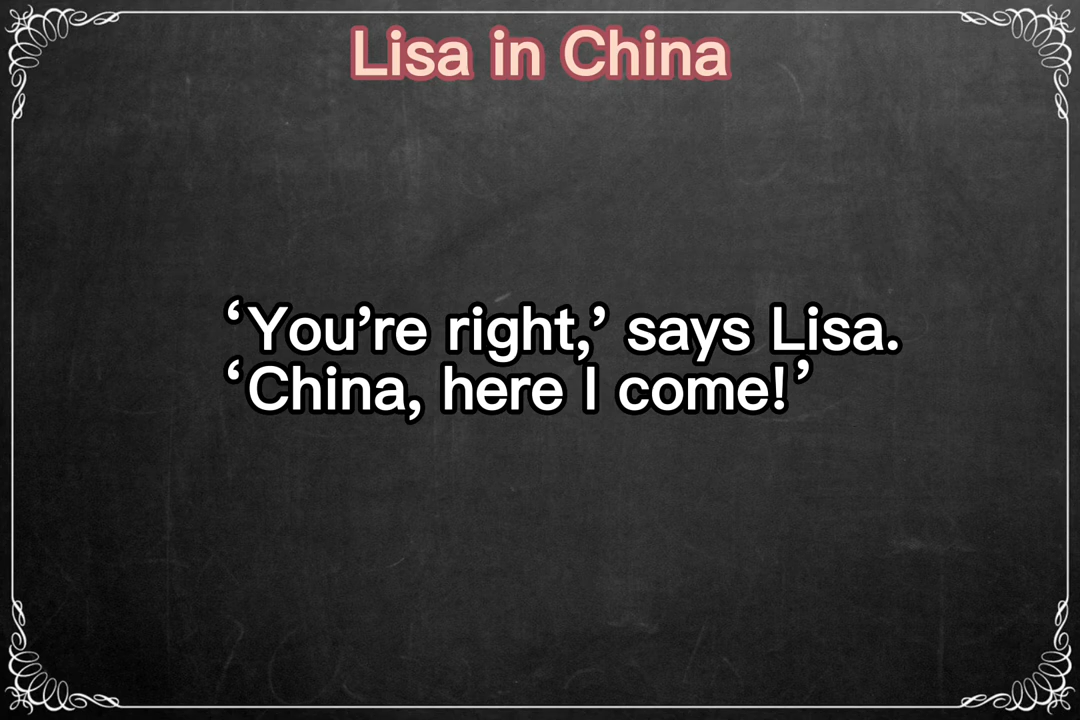 Lisa in China
‘You’re right,’ says Lisa.
‘China, here I come!’